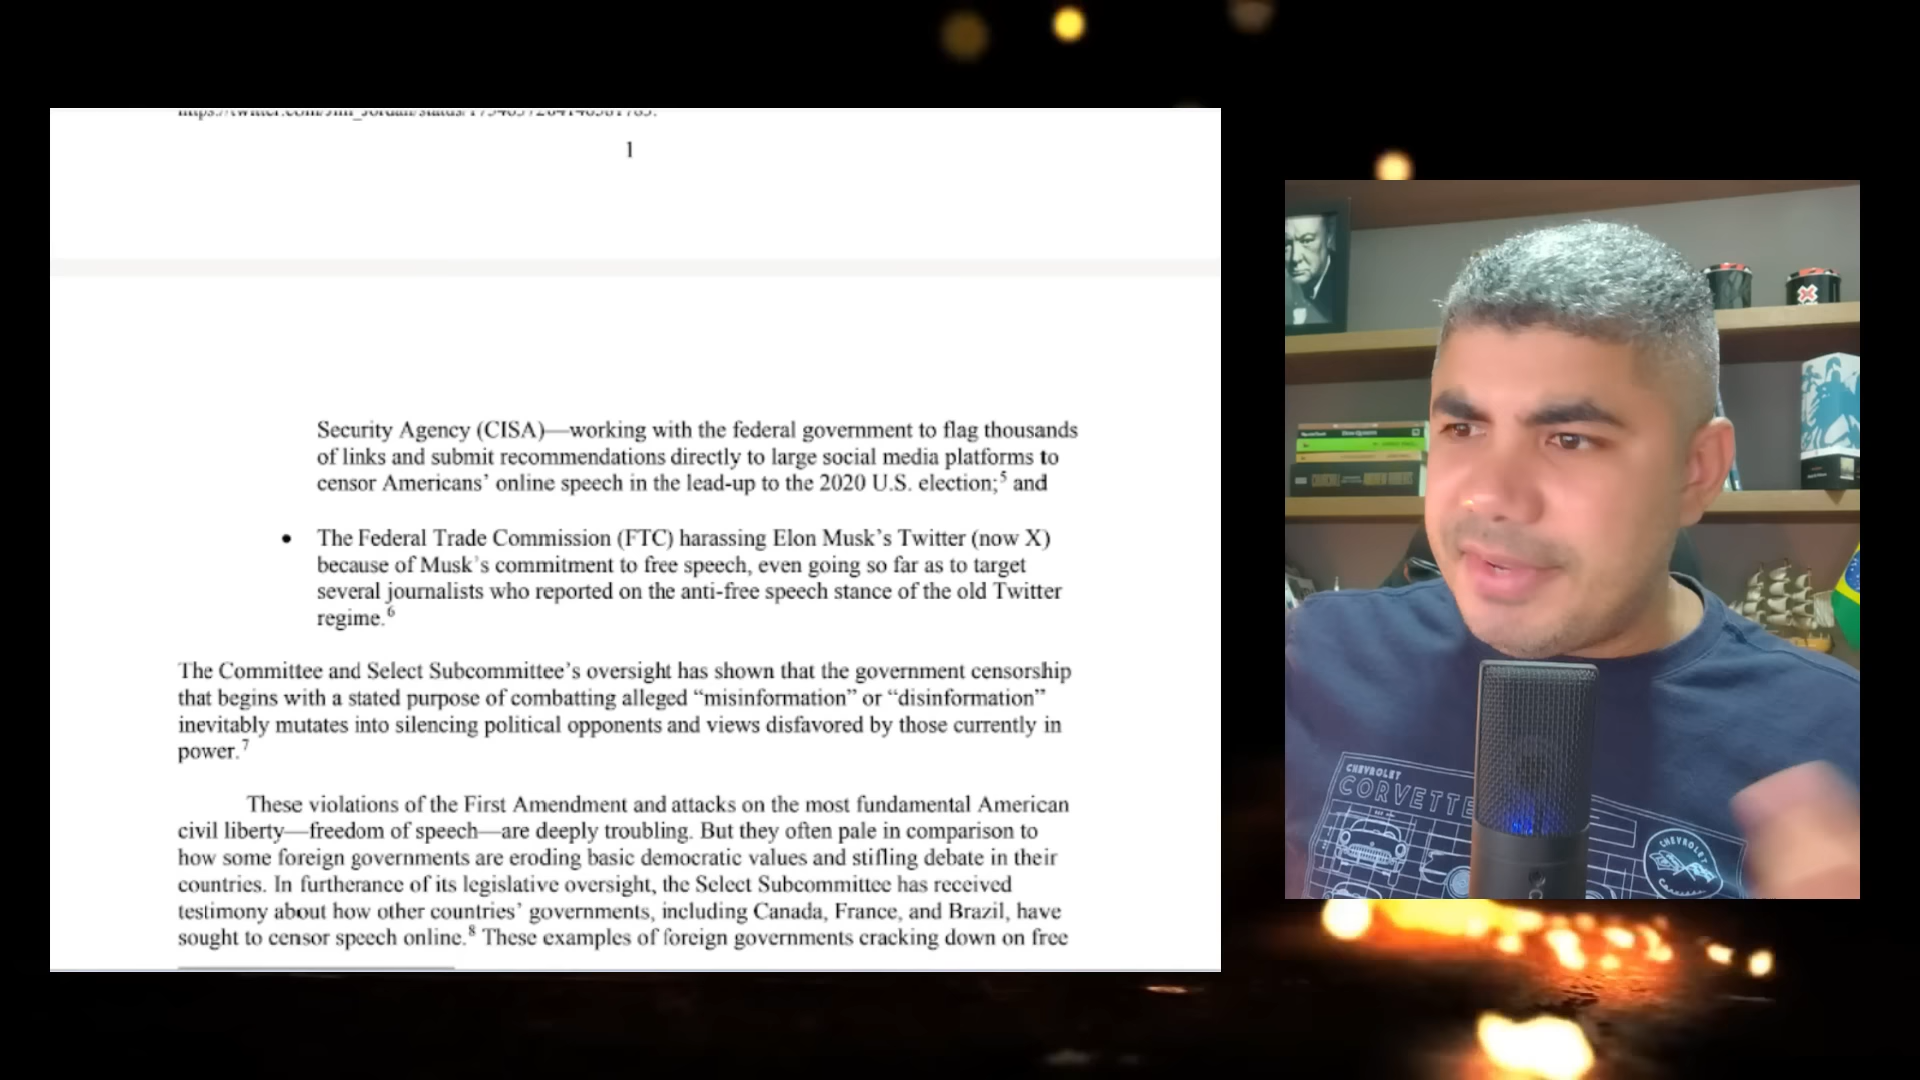 1
Security Agency (CISA)—working with the federal government to flag thousands
of links and submit recommendations directly to large social media platforms to
censor Americans’ online speech in the lead-up to the 2020 U.S. election;5 and
• The Federal Trade Commission (FTC) harassing Elon Musk’s Twitter (now X)
because of Musk’s commitment to free speech, even going so far as to target
several journalists who reported on the anti-free speech stance of the old Twitter
regime.6
The Committee and Select Subcommittee’s oversight has shown that the government censorship
that begins with a stated purpose of combatting alleged “misinformation” or “disinformation”
inevitably mutates into silencing political opponents and views disfavored by those currently in
power.7
These violations of the First Amendment and attacks on the most fundamental American
civil liberty—freedom of speech—are deeply troubling. But they often pale in comparison to
how some foreign governments are eroding basic democratic values and stifling debate in their
countries. In furtherance of its legislative oversight, the Select Subcommittee has received
testimony about how other countries’ governments, including Canada, France, and Brazil, have
sought to censor speech online.8 These examples of foreign governments cracking down on free
CHEVROLET
CORVETTE
CHEVROLET